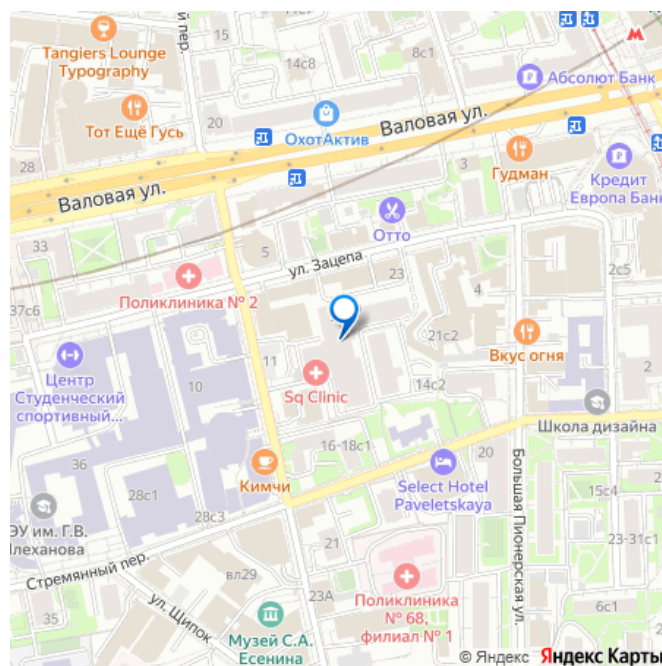 ый пер.
Tangiers Lounge
Typography
14с8
8с1
М
Абсолют Банк
Тот Ещё Гусь
20
ОхотАктив
Валовая ул.
28
Гудман
Валовая ул.
Кредит
Европа Банк
Отто
33
5
ул. Зацепа
23
2с5
37с6
Поликлиника № 2
4
21с2
Вкус огня
11
Центр
Студенческий
спортивный...
10
Sq Clinic
14с2
Школа дизайна
36
16-18с1
Кимчи
Select Hotel
Paveletskaya
20
Большая Пионерская ул.
15с4
28с1
ЭУ им. Г.В.
Плеханова
28с3
21
23-31с1
Стремянный пер.
вл29
ул. Щипок
23А
Поликлиника
№ 68,
филиал № 1
35
6с1
Музей С.А.
Есенина
© Яндекс Яндекс Карты